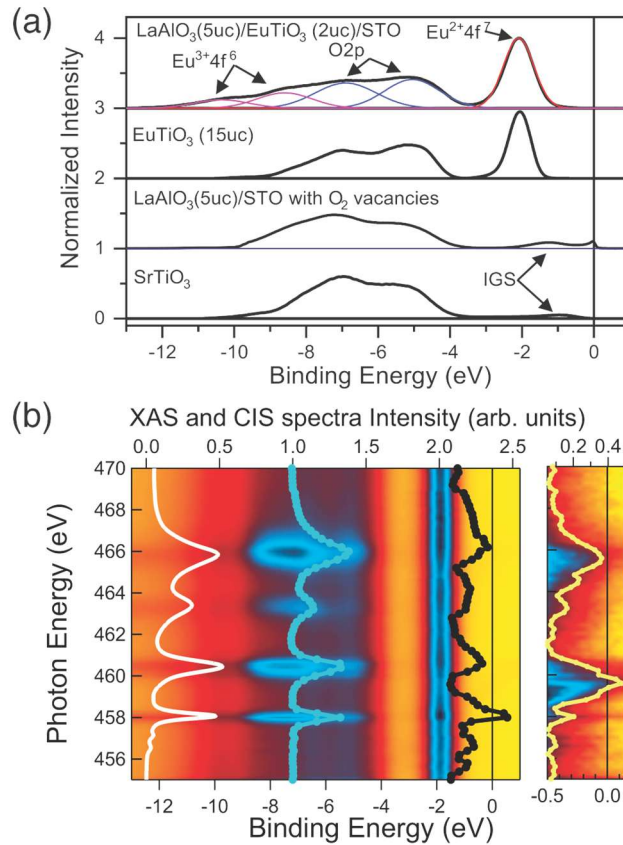 (a)
LaAlO₃(5uc)/EuTiO₃ (2uc)/STO
Eu³⁺4f⁶
O2p
Eu²⁺4f⁷
EuTiO₃ (15uc)
LaAlO₃(5uc)/STO with O₂ vacancies
SrTiO₃
IGS
Normalized Intensity
4
3
2
1
0
-12 -10 -8 -6 -4 -2 0
Binding Energy (eV)
(b)
XAS and CIS spectra Intensity (arb. units)
0.0 0.5 1.0 1.5 2.0 2.5 0.2 0.4
Photon Energy (eV)
470
468
466
464
462
460
458
456
-12 -10 -8 -6 -4 -2 0 -0.5 0.0
Binding Energy (eV)